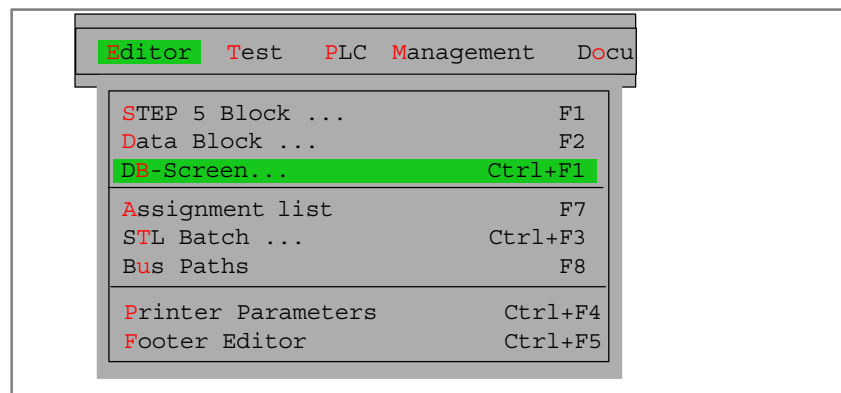 Editor Test PLC Management Docu
STEP 5 Block ... F1
Data Block ... F2
DB-Screen... Ctrl+F1
Assignment list F7
STL Batch ... Ctrl+F3
Bus Paths F8
Printer Parameters Ctrl+F4
Footer Editor Ctrl+F5